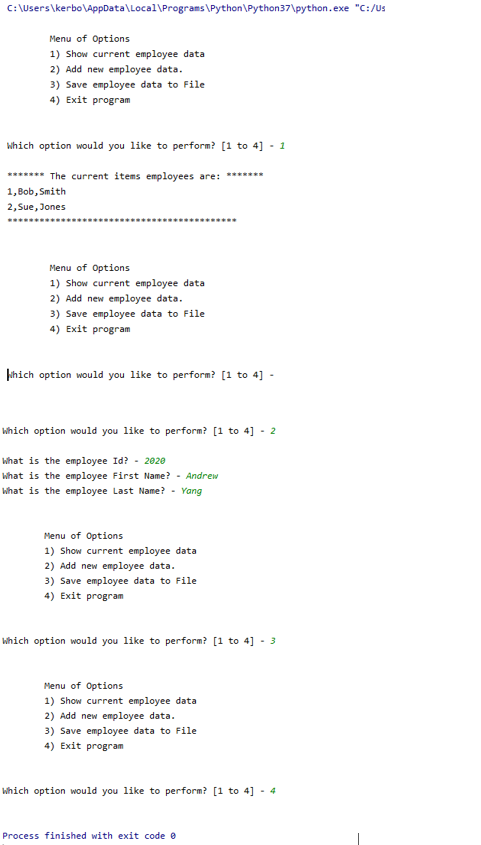 C:\Users\kerbo\AppData\Local\Programs\Python\Python37\python.exe "C:/Us
Menu of Options
1) Show current employee data
2) Add new employee data.
3) Save employee data to File
4) Exit program
Which option would you like to perform? [1 to 4] - 1
******* The current items employees are: *******
1,Bob,Smith
2,Sue,Jones
*******************************************
Menu of Options
1) Show current employee data
2) Add new employee data.
3) Save employee data to File
4) Exit program
Which option would you like to perform? [1 to 4] -
Which option would you like to perform? [1 to 4] - 2
What is the employee Id? - 2020
What is the employee First Name? - Andrew
What is the employee Last Name? - Yang
Menu of Options
1) Show current employee data
2) Add new employee data.
3) Save employee data to File
4) Exit program
Which option would you like to perform? [1 to 4] - 3
Menu of Options
1) Show current employee data
2) Add new employee data.
3) Save employee data to File
4) Exit program
Which option would you like to perform? [1 to 4] - 4
Process finished with exit code 0